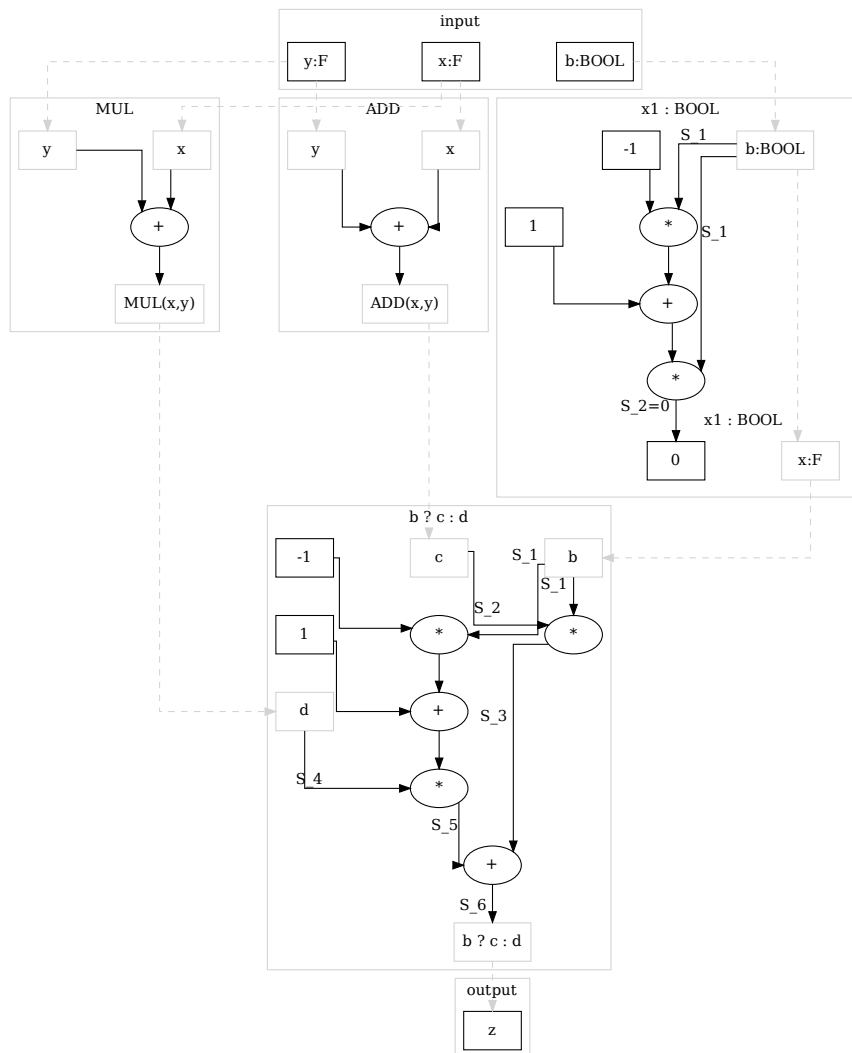 input
y:F
x:F
b:BOOL
MUL
ADD
x1 : BOOL
y
x
y
x
-1
S_1
b:BOOL
+
+
1
*
S_1
MUL(x,y)
ADD(x,y)
+
*
S_2=0
x1 : BOOL
0
x:F
b ? c : d
-1
c
S_1
b
S_1
S_2
1
*
*
d
+
S_3
S_4
*
S_5
+
S_6
b ? c : d
output
z